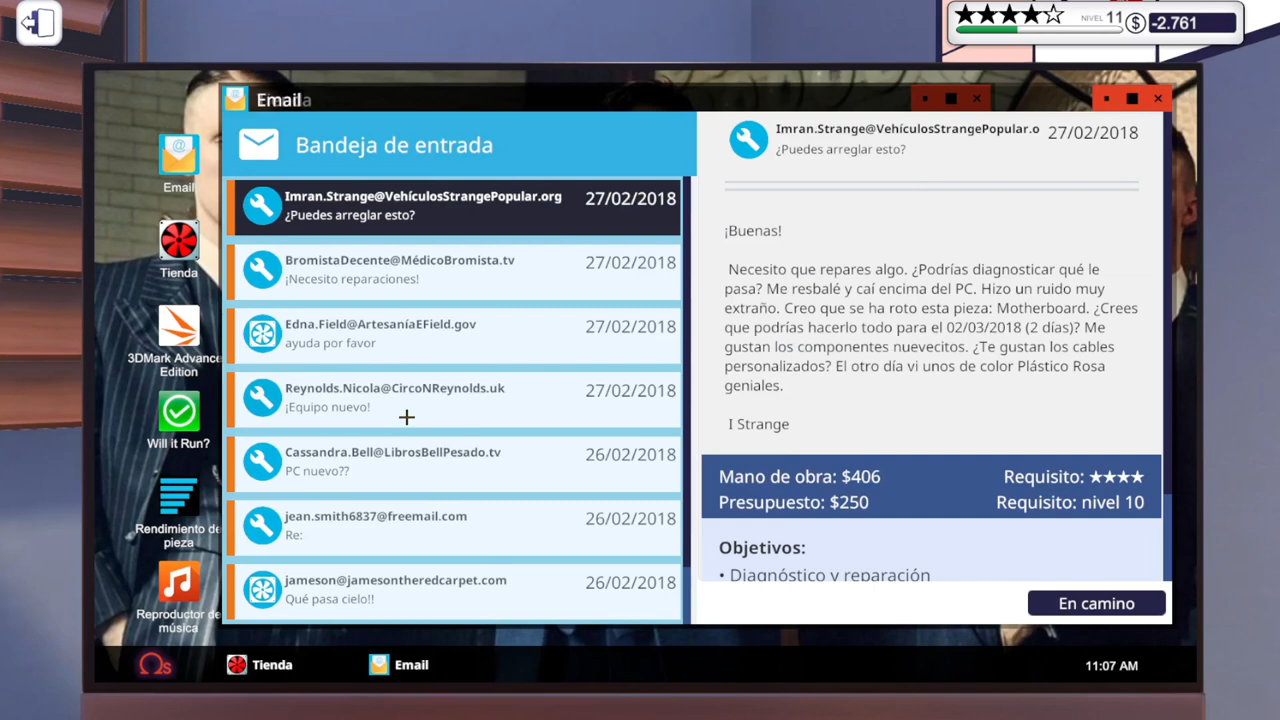 NIVEL 11
$ -2.761
Email
Bandeja de entrada
Imran.Strange@VehículosStrangePopular.org 27/02/2018
¿Puedes arreglar esto?
BromistaDecente@MédicoBromista.tv 27/02/2018
¡Necesito reparaciones!
Edna.Field@ArtesaníaEField.gov 27/02/2018
ayuda por favor
Reynolds.Nicola@CircoNReynolds.uk 27/02/2018
¡Equipo nuevo!
Cassandra.Bell@LibrosBellPesado.tv 26/02/2018
PC nuevo??
jean.smith6837@freemail.com 26/02/2018
Re:
jameson@jamesontheredcarpet.com 26/02/2018
Qué pasa cielo!!
Imran.Strange@VehículosStrangePopular.o 27/02/2018
¿Puedes arreglar esto?
¡Buenas!
Necesito que repares algo. ¿Podrías diagnosticar qué le
pasa? Me resbalé y caí encima del PC. Hizo un ruido muy
extraño. Creo que se ha roto esta pieza: Motherboard. ¿Crees
que podrías hacerlo todo para el 02/03/2018 (2 días)? Me
gustan los componentes nuevecitos. ¿Te gustan los cables
personalizados? El otro día vi unos de color Plástico Rosa
geniales.
I Strange
Mano de obra: $406 Requisito: ★★★★
Presupuesto: $250 Requisito: nivel 10
Objetivos:
• Diagnóstico y reparación
En camino
Email
Tienda
3DMark Advance
Edition
Will it Run?
Rendimiento de
pieza
Reproductor de
música
Ωs Tienda Email 11:07 AM